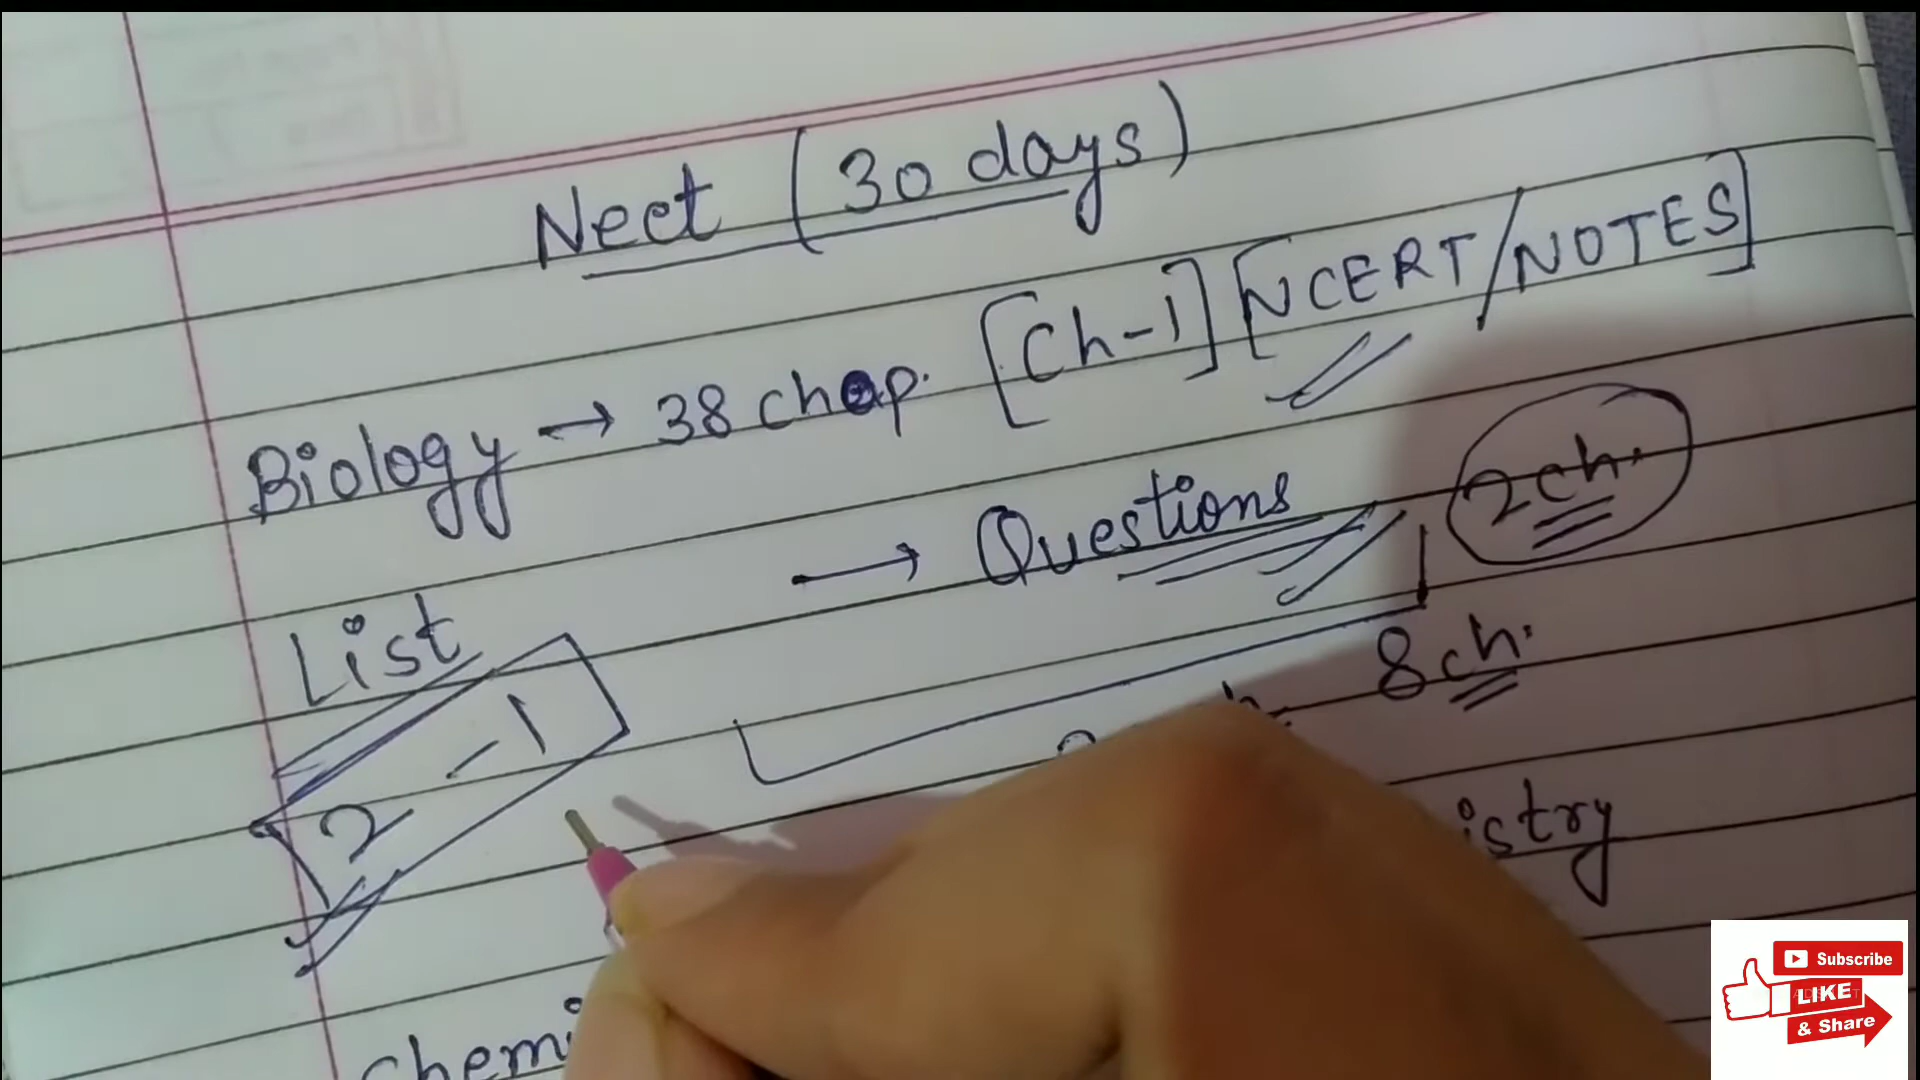 Neet (30 days)
Biology → 38 chap. [Ch-1] [NCERT/NOTES]
→ Questions 2ch.
List
8ch.
2 - 1
istry
chemi
Subscribe
LIKE
& Share